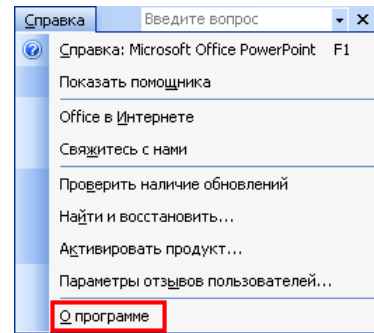 Справка Введите вопрос
Справка: Microsoft Office PowerPoint F1
Показать помощника
Office в Интернете
Свяжитесь с нами
Проверить наличие обновлений
Найти и восстановить...
Активировать продукт...
Параметры отзывов пользователей...
О программе